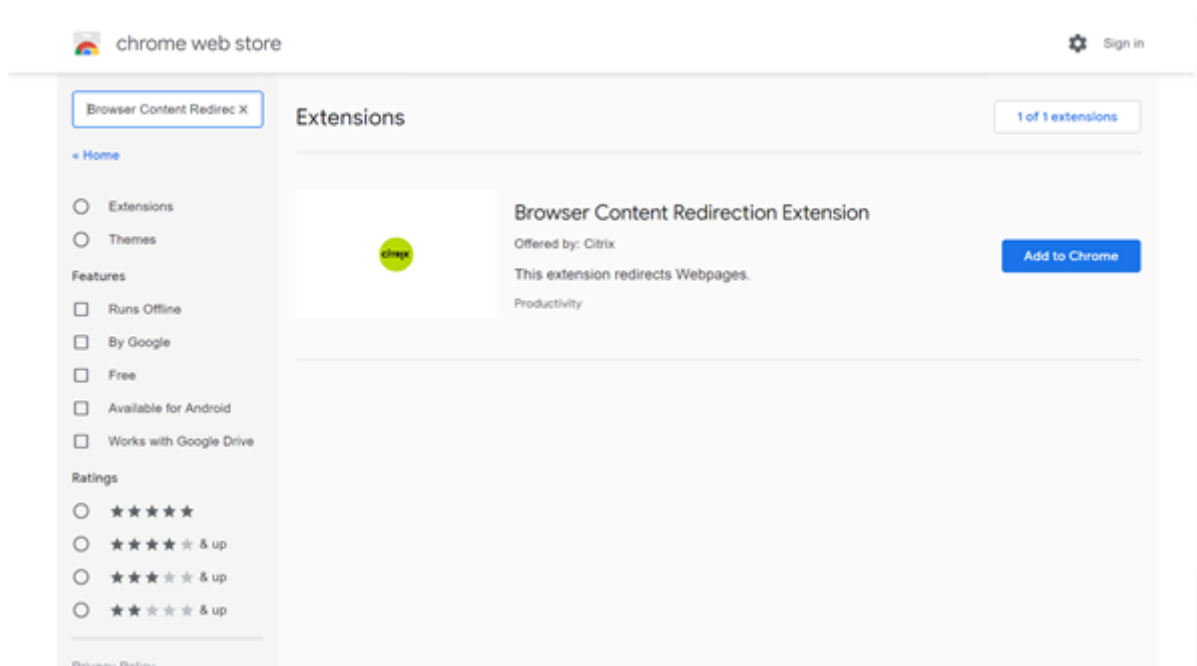 chrome web store
Sign in
Browser Content Redirec ×
Extensions
1 of 1 extensions
« Home
Extensions
Themes
Features
Runs Offline
By Google
Free
Available for Android
Works with Google Drive
Ratings
& up
& up
& up
citrix
Browser Content Redirection Extension
Offered by: Citrix
This extension redirects Webpages.
Productivity
Add to Chrome
Privacy Policy